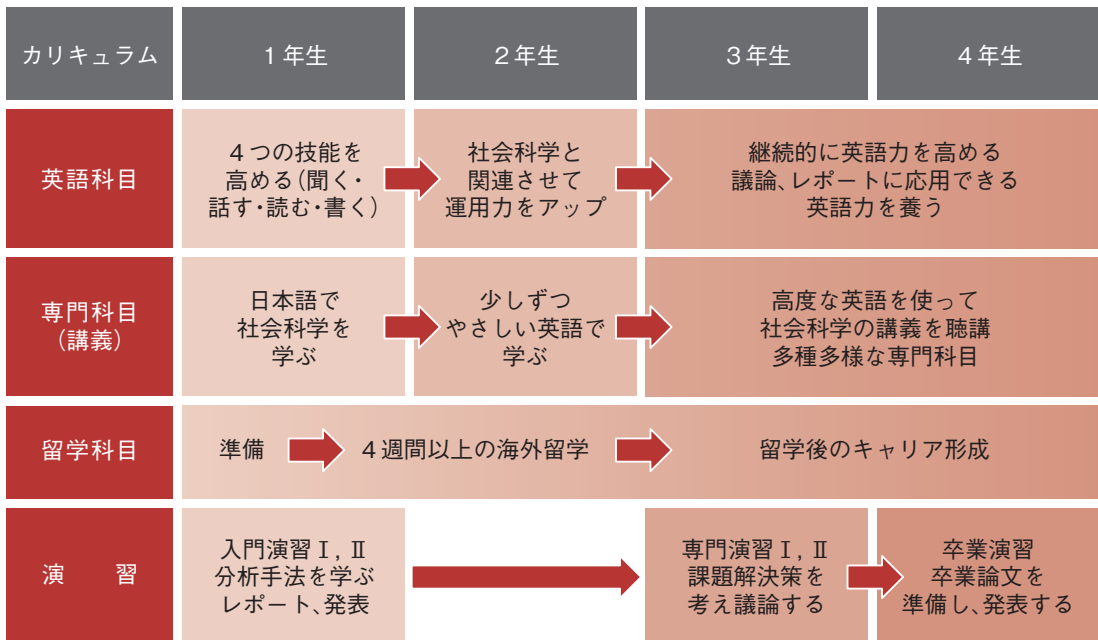 カリキュラム
1年生
2年生
3年生
4年生
英語科目
4つの技能を
高める(聞く・
話す・読む・書く)
社会科学と
関連させて
運用力をアップ
継続的に英語力を高める
議論、レポートに応用できる
英語力を養う
専門科目
(講義)
日本語で
社会科学を
学ぶ
少しずつ
やさしい英語で
学ぶ
高度な英語を使って
社会科学の講義を聴講
多種多様な専門科目
留学科目
準備
4週間以上の海外留学
留学後のキャリア形成
演　習
入門演習Ⅰ,Ⅱ
分析手法を学ぶ
レポート、発表
専門演習Ⅰ,Ⅱ
課題解決策を
考え議論する
卒業演習
卒業論文を
準備し、発表する